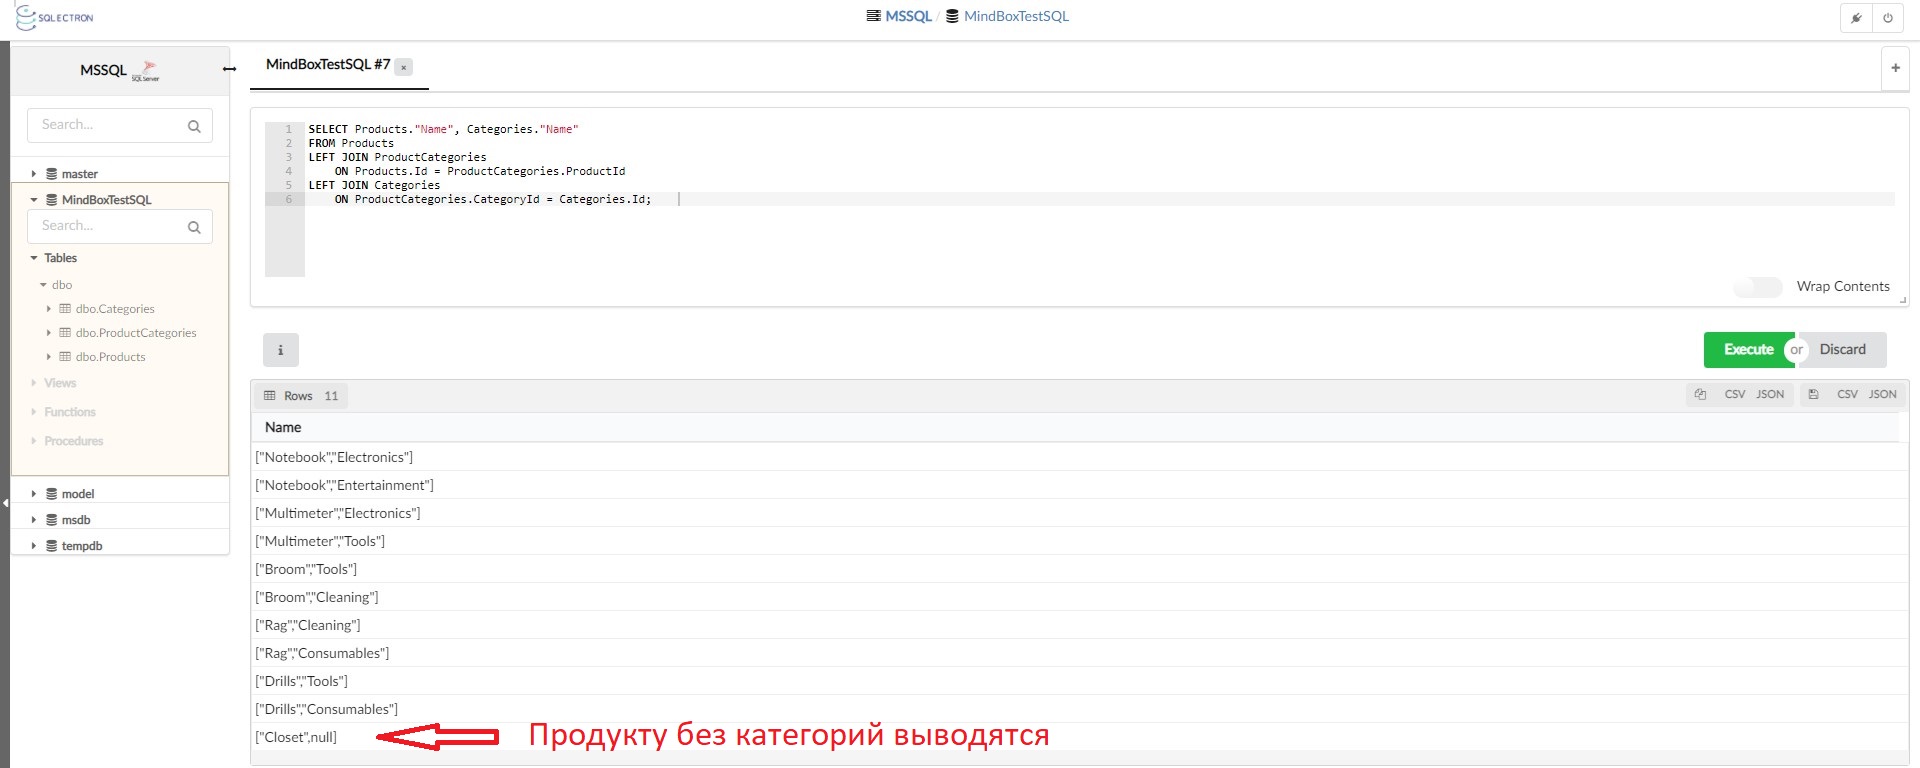 SQLECTRON
MSSQL / MindBoxTestSQL
MSSQL SQL Server
MindBoxTestSQL #7 ×
+
Search...
master
MindBoxTestSQL
Search...
Tables
dbo
dbo.Categories
dbo.ProductCategories
dbo.Products
Views
Functions
Procedures
model
msdb
tempdb
1 SELECT Products."Name", Categories."Name"
2 FROM Products
3 LEFT JOIN ProductCategories
4 ON Products.Id = ProductCategories.ProductId
5 LEFT JOIN Categories
6 ON ProductCategories.CategoryId = Categories.Id;
Wrap Contents
i
Execute or Discard
Rows 11 CSV JSON CSV JSON
Name
["Notebook","Electronics"]
["Notebook","Entertainment"]
["Multimeter","Electronics"]
["Multimeter","Tools"]
["Broom","Tools"]
["Broom","Cleaning"]
["Rag","Cleaning"]
["Rag","Consumables"]
["Drills","Tools"]
["Drills","Consumables"]
["Closet",null] Продукту без категорий выводятся